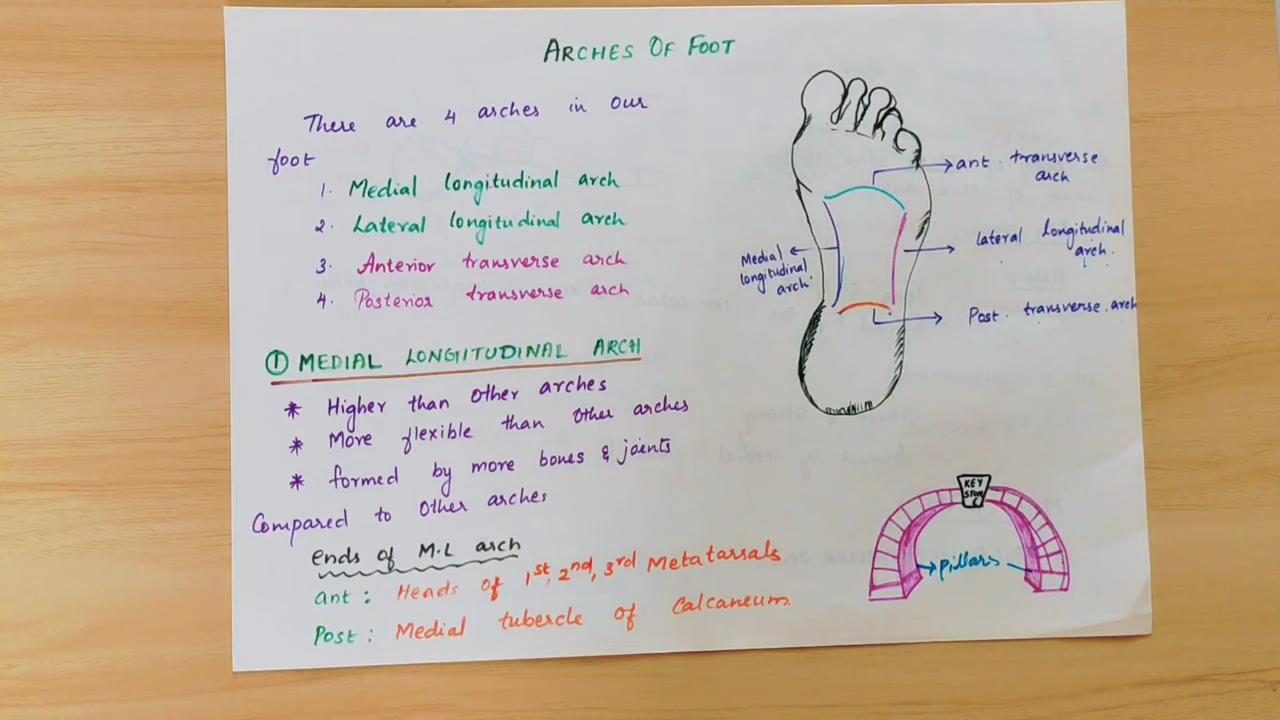 ARCHES OF FOOT
There are 4 arches in our
foot
1. Medial longitudinal arch
2. Lateral longitudinal arch
3. Anterior transverse arch
4. Posterior transverse arch
① MEDIAL LONGITUDINAL ARCH
* Higher than other arches
* More flexible than other arches
* formed by more bones & joints
Compared to other arches
ends of M.L arch
ant : Heads of 1st, 2nd, 3rd Metatarsals
Post : Medial tubercle of Calcaneum.
ant. transverse
arch
lateral longitudinal
arch.
Medial
longitudinal
arch.
Post. transverse arch
KEY
STON
E
pillars